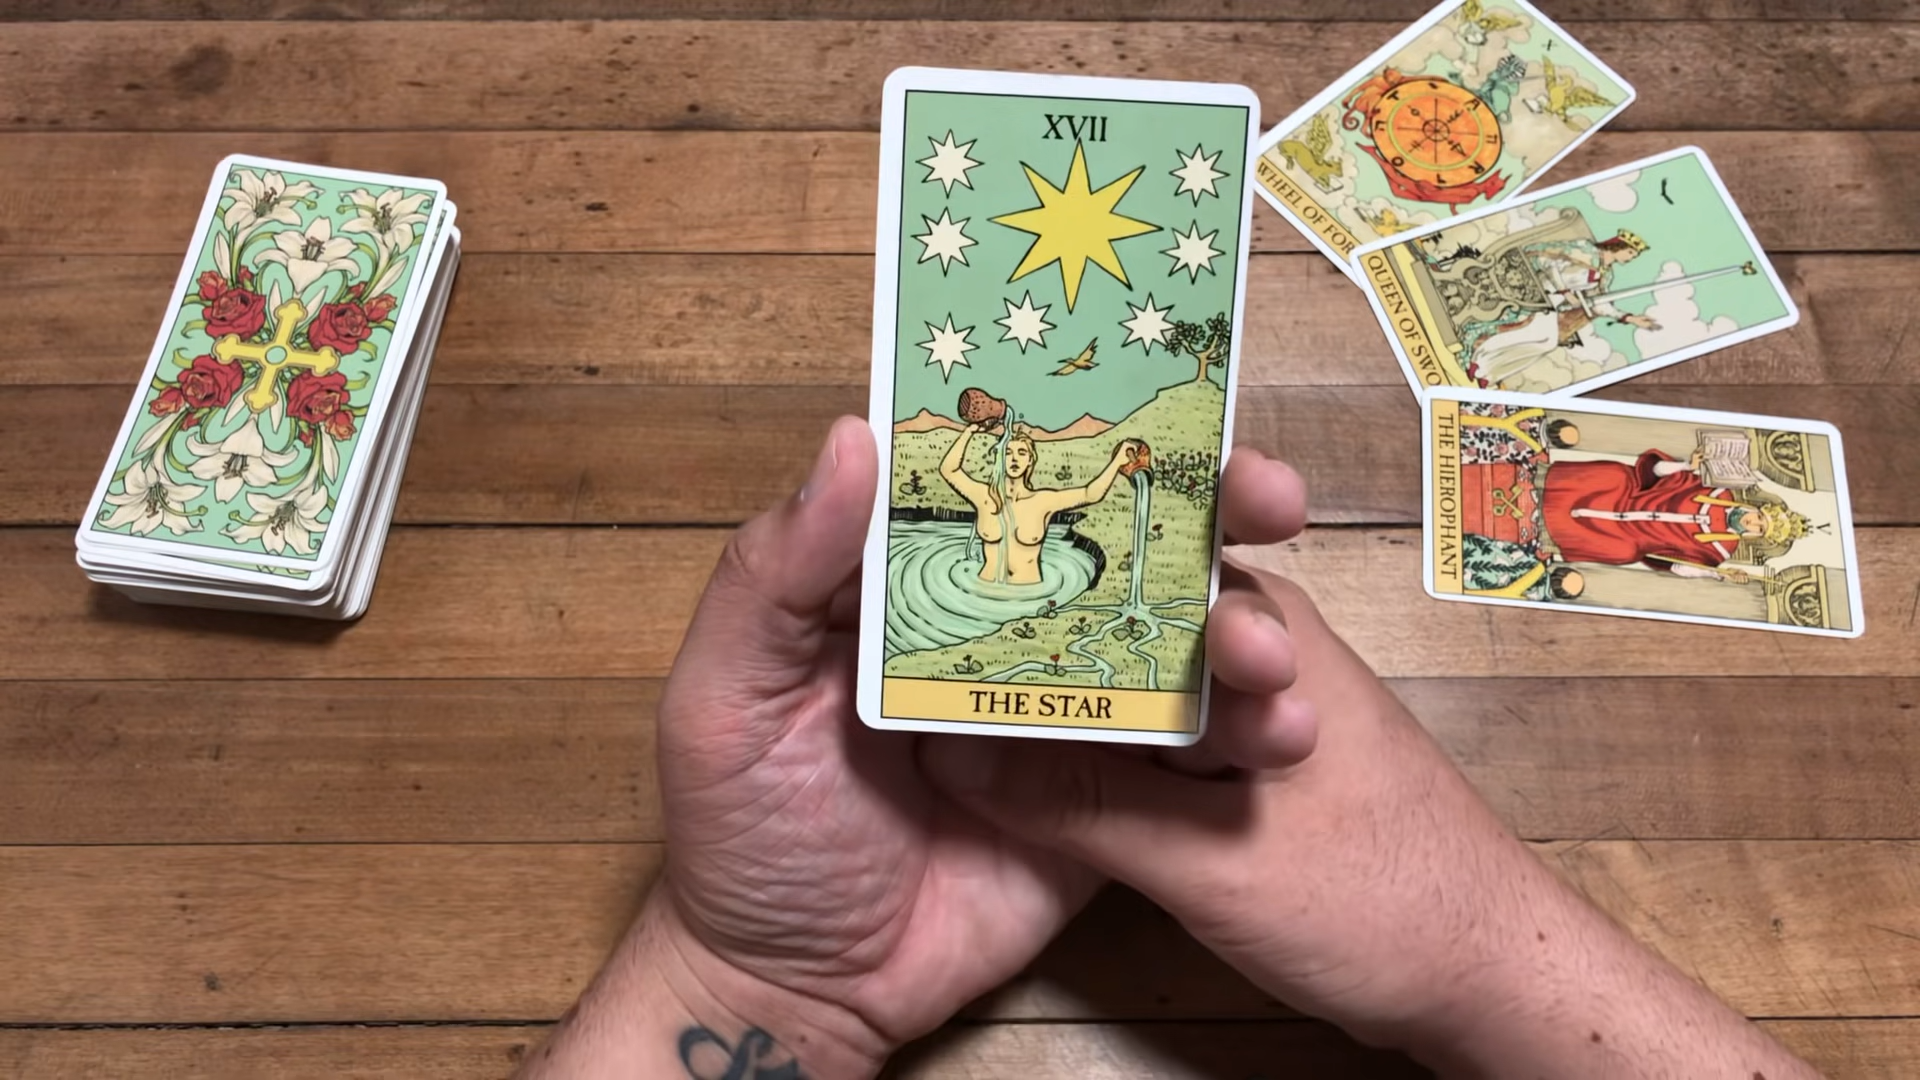 XVII
THE STAR
X
WHEEL OF FOR
QUEEN OF SWO
THE HIEROPHANT
V